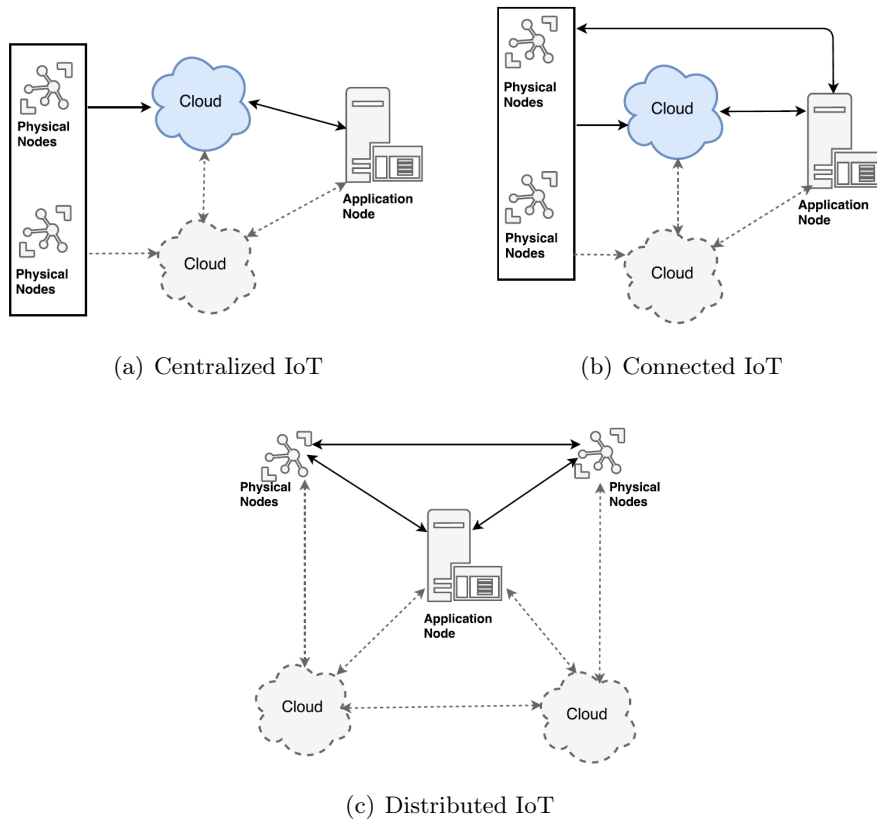 Physical
Nodes
Cloud
Application
Node
Physical
Nodes
Cloud
(a) Centralized IoT
Physical
Nodes
Cloud
Application
Node
Physical
Nodes
Cloud
(b) Connected IoT
Physical
Nodes
Physical
Nodes
Application
Node
Cloud
Cloud
(c) Distributed IoT